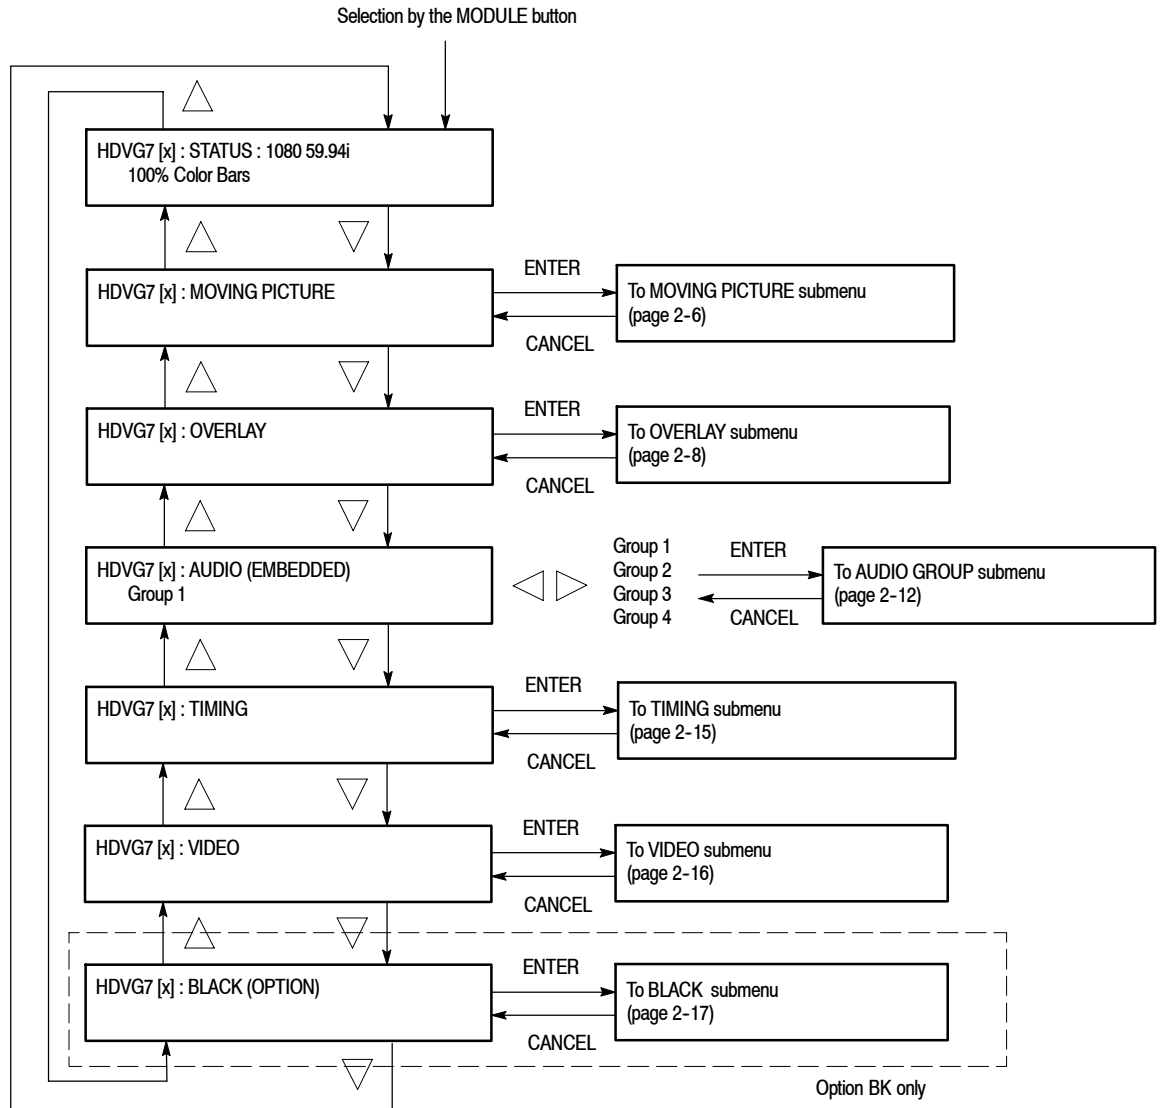 Selection by the MODULE button
HDVG7 [x] : STATUS : 1080 59.94i
100% Color Bars
HDVG7 [x] : MOVING PICTURE
ENTER
CANCEL
To MOVING PICTURE submenu
(page 2-6)
HDVG7 [x] : OVERLAY
ENTER
CANCEL
To OVERLAY submenu
(page 2-8)
HDVG7 [x] : AUDIO (EMBEDDED)
Group 1
Group 1
Group 2
Group 3
Group 4
ENTER
CANCEL
To AUDIO GROUP submenu
(page 2-12)
HDVG7 [x] : TIMING
ENTER
CANCEL
To TIMING submenu
(page 2-15)
HDVG7 [x] : VIDEO
ENTER
CANCEL
To VIDEO submenu
(page 2-16)
HDVG7 [x] : BLACK (OPTION)
ENTER
CANCEL
To BLACK submenu
(page 2-17)
Option BK only